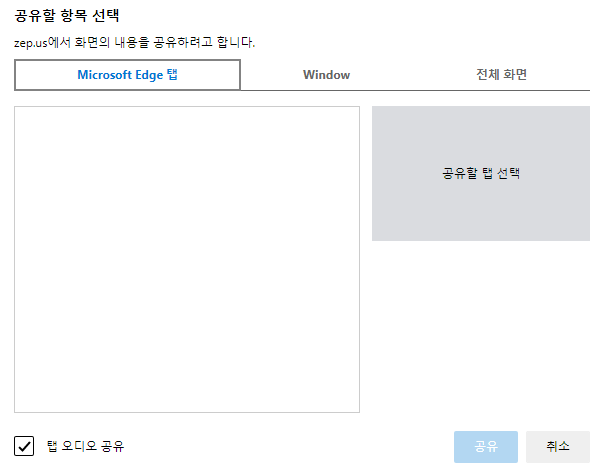 공유할 항목 선택
zep.us에서 화면의 내용을 공유하려고 합니다.
Microsoft Edge 탭 Window 전체 화면
공유할 탭 선택
탭 오디오 공유 공유 취소